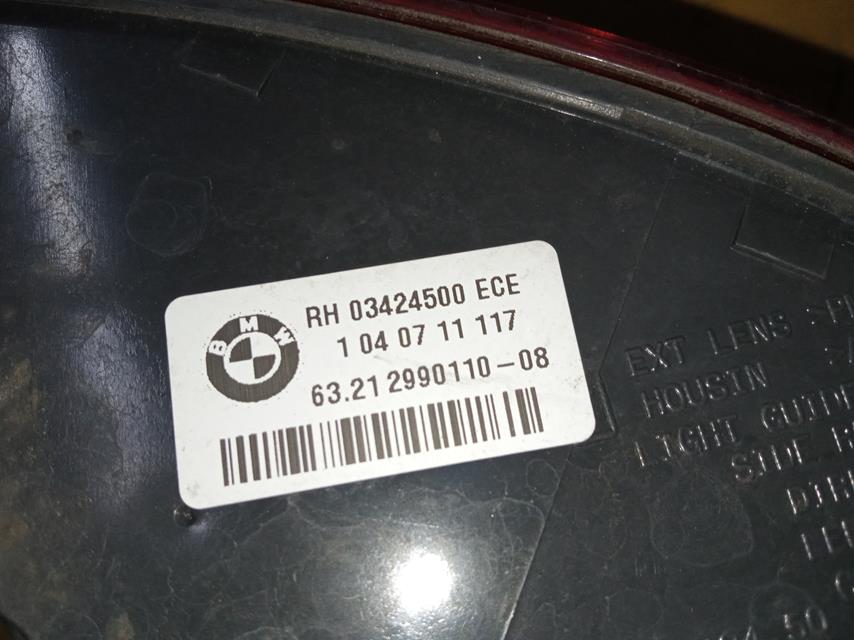 BMW
RH 03424500 ECE
1 04 07 11 117
63.21 2990110-08
EXT LENS >P
HOUSIN
LIGHT GUIDE
SIDE